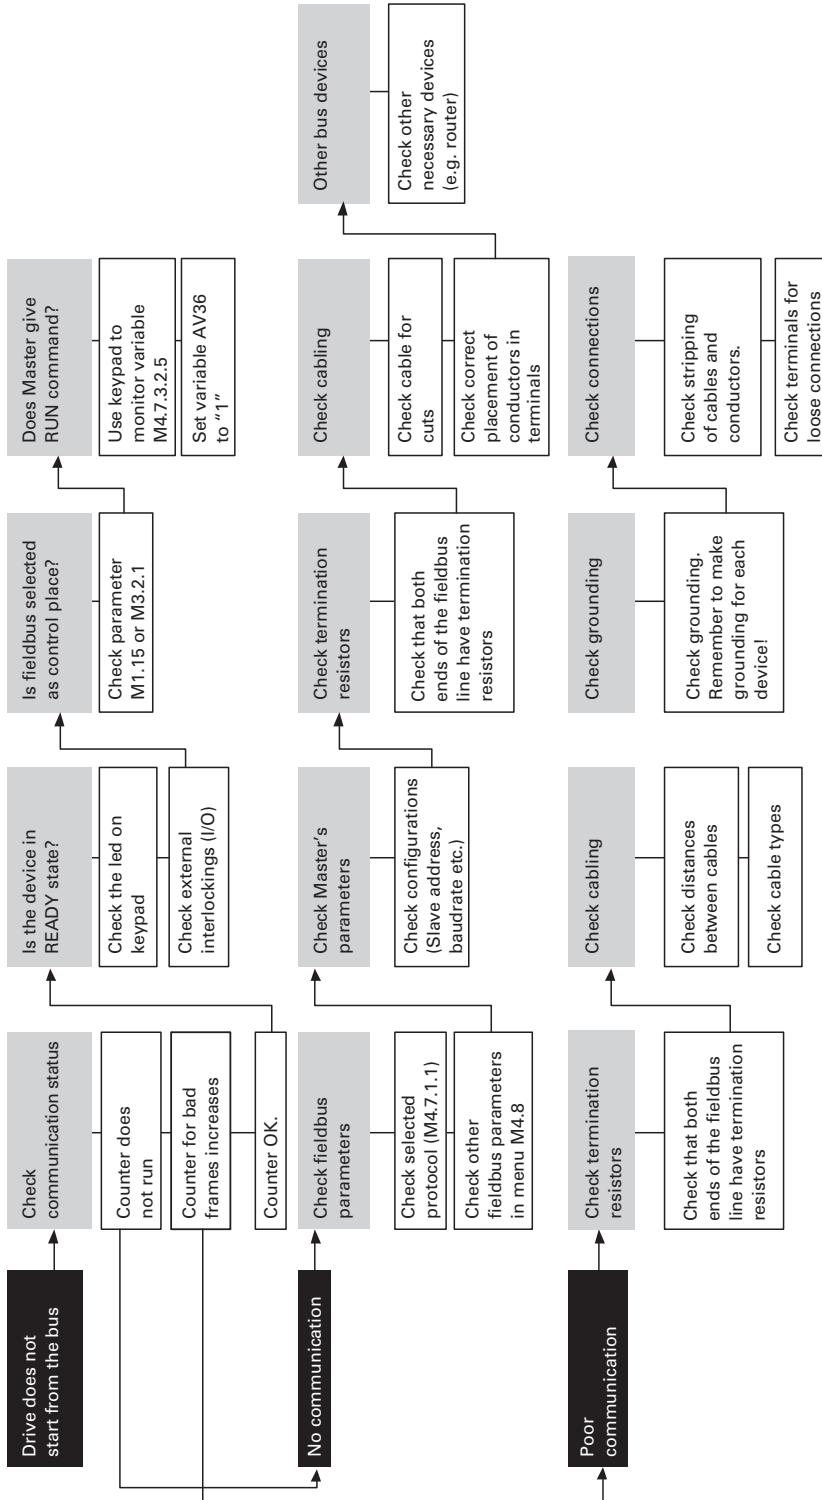 Drive does not
start from the bus
Check
communication status
Counter does
not run
Counter for bad
frames increases
Counter OK.
Is the device in
READY state?
Check the led on
keypad
Check external
interlockings (I/O)
Is fieldbus selected
as control place?
Check parameter
M1.15 or M3.2.1
Does Master give
RUN command?
Use keypad to
monitor variable
M4.7.3.2.5
Set variable AV36
to “1”
No communication
Check fieldbus
parameters
Check selected
protocol (M4.7.1.1)
Check other
fieldbus parameters
in menu M4.8
Check Master’s
parameters
Check configurations
(Slave address,
baudrate etc.)
Check termination
resistors
Check that both
ends of the fieldbus
line have termination
resistors
Check cabling
Check cable for
cuts
Check correct
placement of
conductors in
terminals
Other bus devices
Check other
necessary devices
(e.g. router)
Poor
communication
Check termination
resistors
Check that both
ends of the fieldbus
line have termination
resistors
Check cabling
Check distances
between cables
Check cable types
Check grounding
Check grounding.
Remember to make
grounding for each
device!
Check connections
Check stripping
of cables and
conductors.
Check terminals for
loose connections